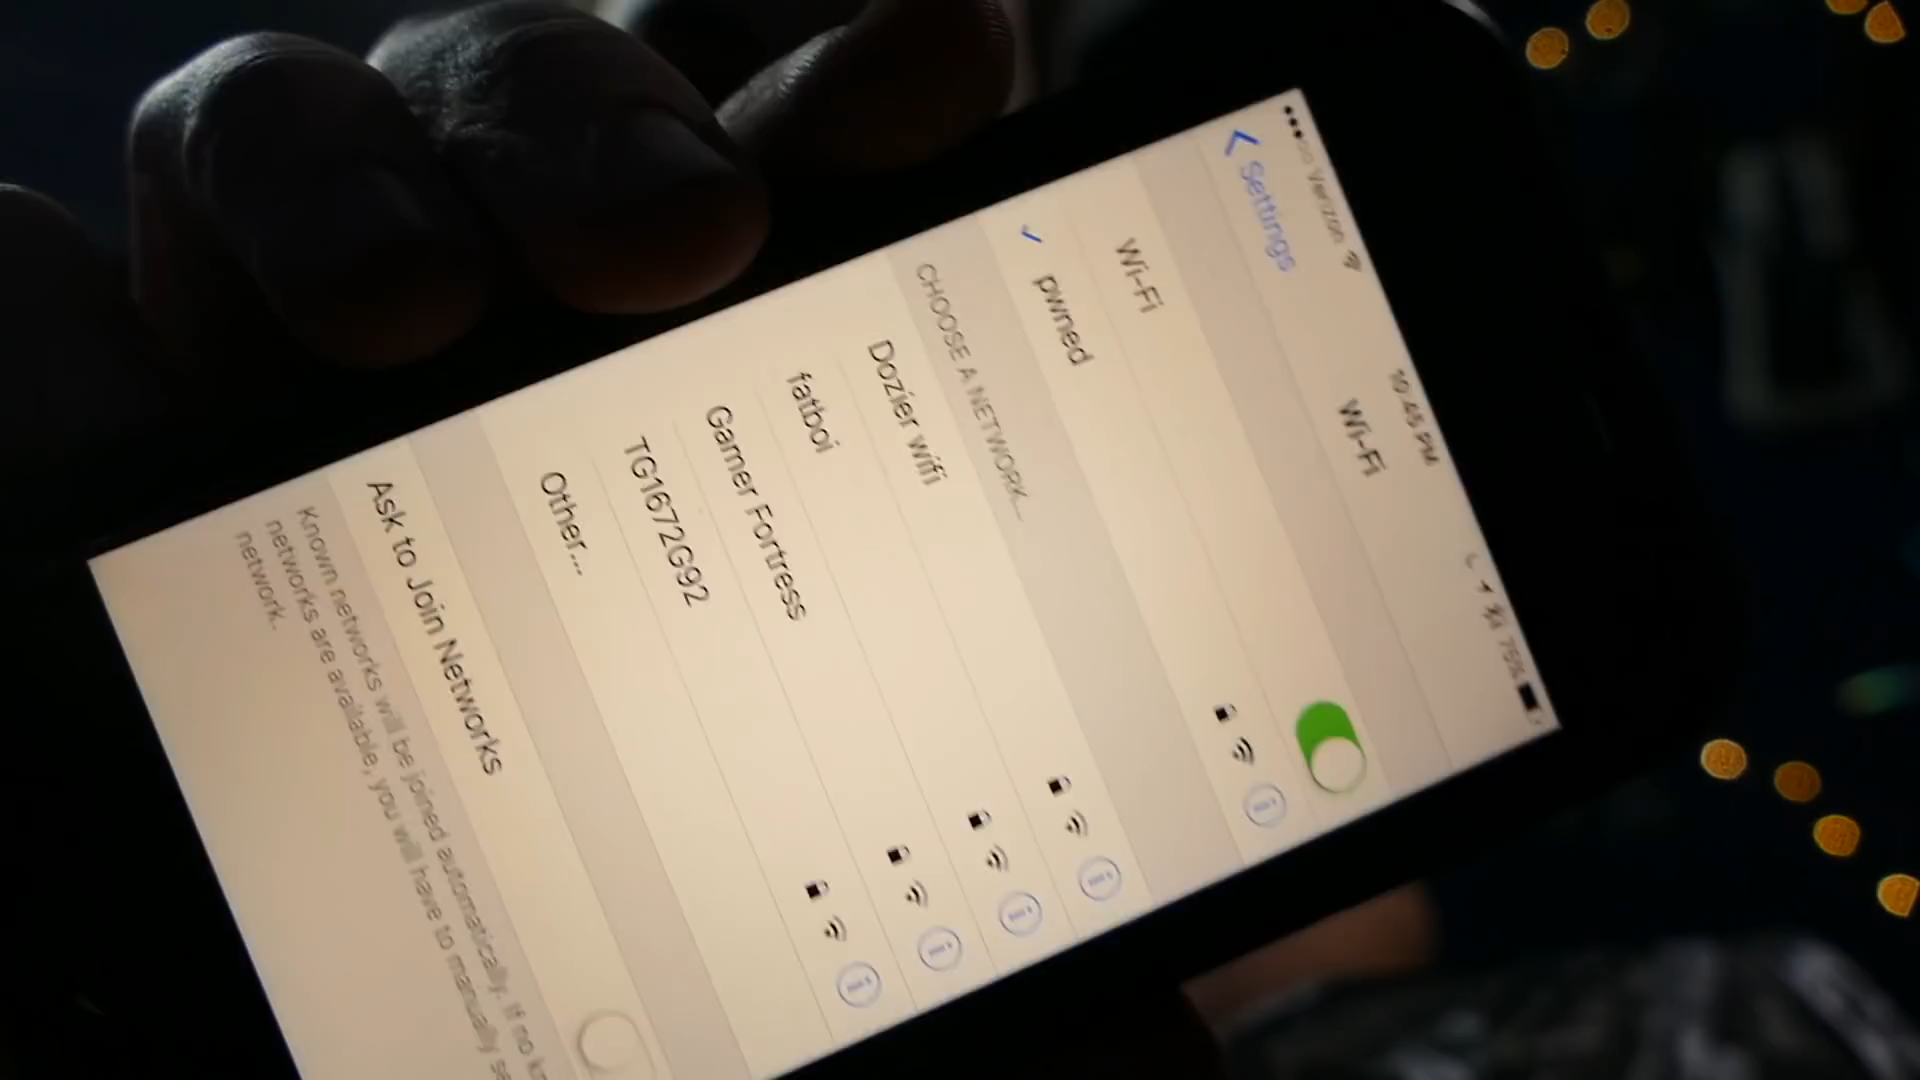 Verizon 10:45 PM 75%
Settings Wi-Fi
Wi-Fi
pwned
CHOOSE A NETWORK...
Dozier wifi
fatboi
Gamer Fortress
TG1672G92
Other...
Ask to Join Networks
Known networks will be joined automatically. If no
networks are available, you will have to manually
network.